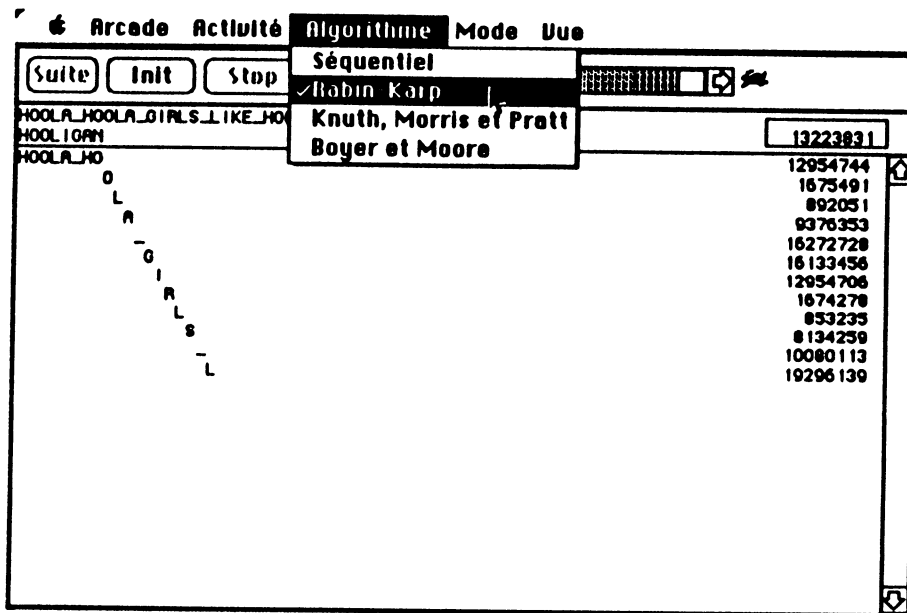 Arcade Activité Algorithme Mode Vue
Suite Init Stop
Séquentiel
✓Rabin Karp
Knuth, Morris et Pratt
Boyer et Moore
HOOLA_HOOLA_GIRLS_LIKE_HO
HOOLIGAN 13223831
HOOLA_HO 12954744
O 1675491
L 892051
A 9376353
_ 16272728
G 16133456
I 12954706
R 1674278
L 853235
S 8134259
_ 10080113
L 19296139